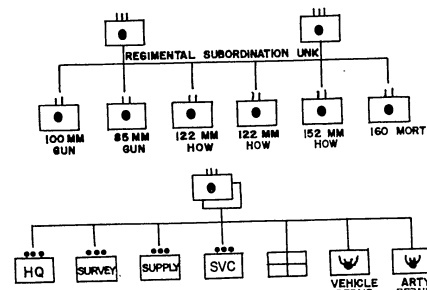 REGIMENTAL SUBORDINATION UNK
100 MM
GUN
85 MM
GUN
122 MM
HOW
122 MM
HOW
152 MM
HOW
160 MORT
HQ
SURVEY
SUPPLY
SVC
VEHICLE
ARTY